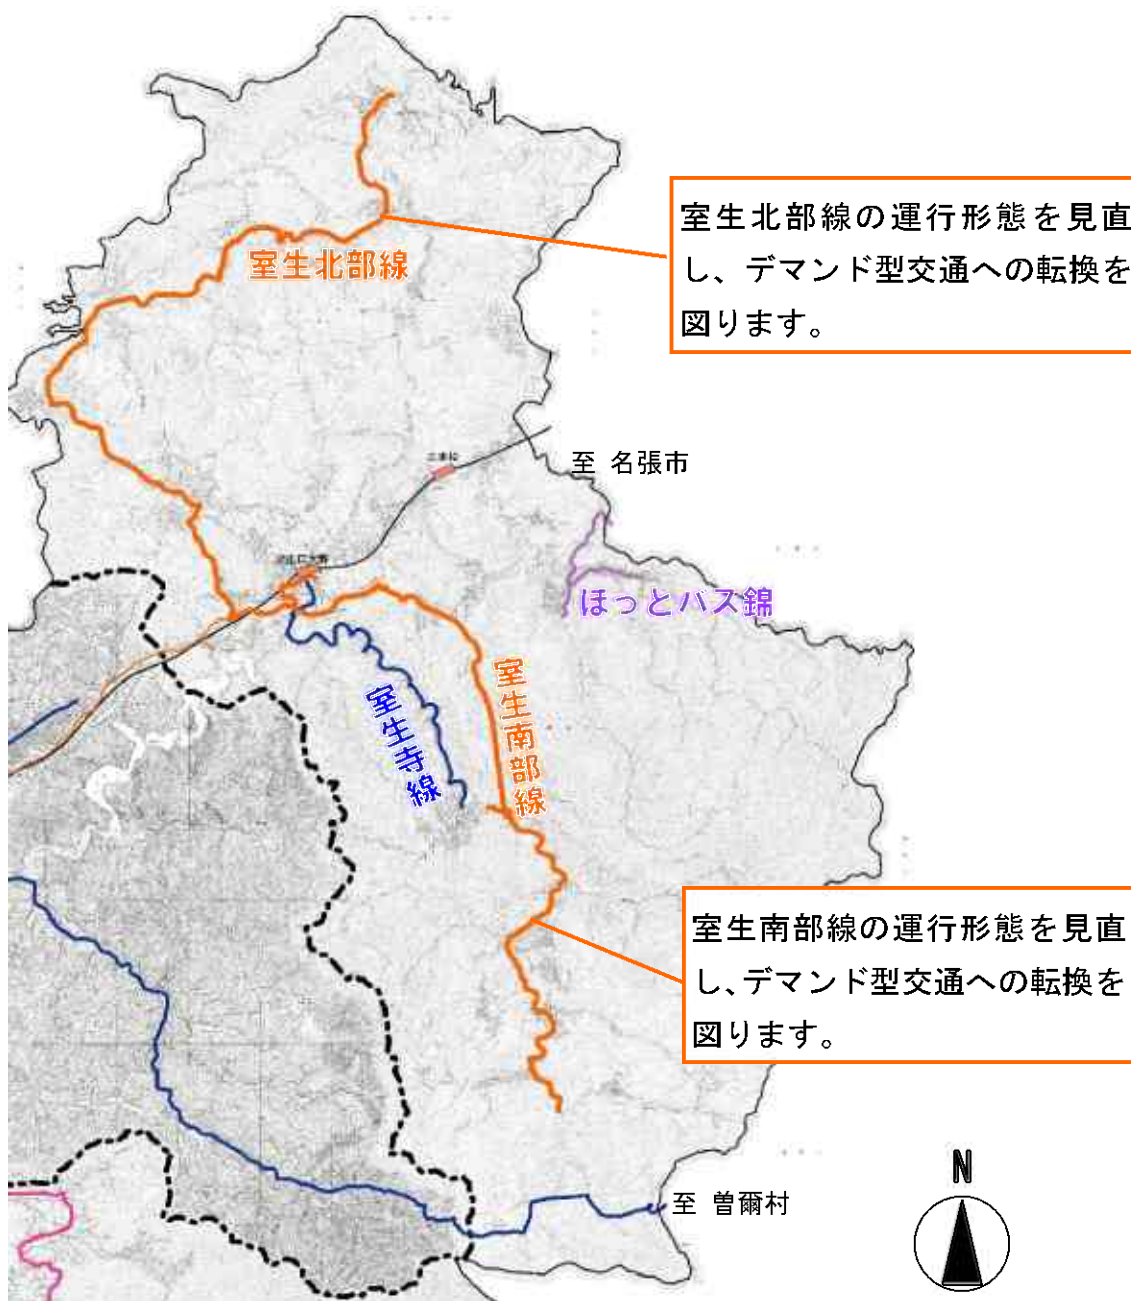 室生北部線の運行形態を見直
し、デマンド型交通への転換を
図ります。
室生北部線
至 名張市
ほっとバス錦
室生南部線
室生寺線
室生南部線の運行形態を見直
し、デマンド型交通への転換を
図ります。
至 曽爾村
N